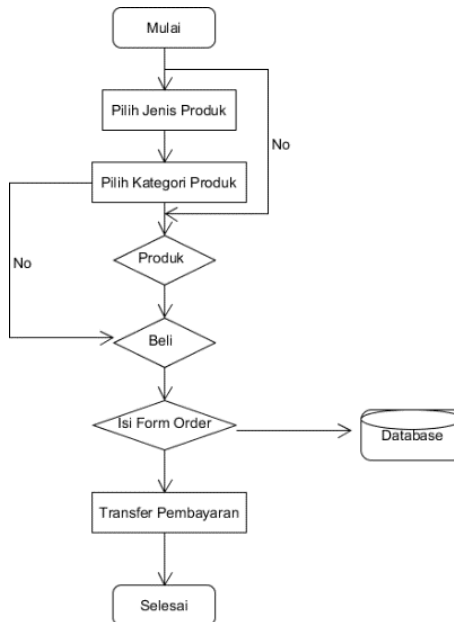 Mulai
Pilih Jenis Produk
No
Pilih Kategori Produk
No
Produk
Beli
Isi Form Order
Database
Transfer Pembayaran
Selesai